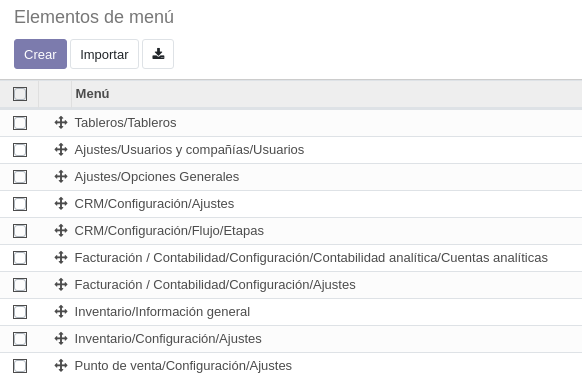 Elementos de menú
Crear Importar
Menú
Tableros/Tableros
Ajustes/Usuarios y compañías/Usuarios
Ajustes/Opciones Generales
CRM/Configuración/Ajustes
CRM/Configuración/Flujo/Etapas
Facturación / Contabilidad/Configuración/Contabilidad analítica/Cuentas analíticas
Facturación / Contabilidad/Configuración/Ajustes
Inventario/Información general
Inventario/Configuración/Ajustes
Punto de venta/Configuración/Ajustes